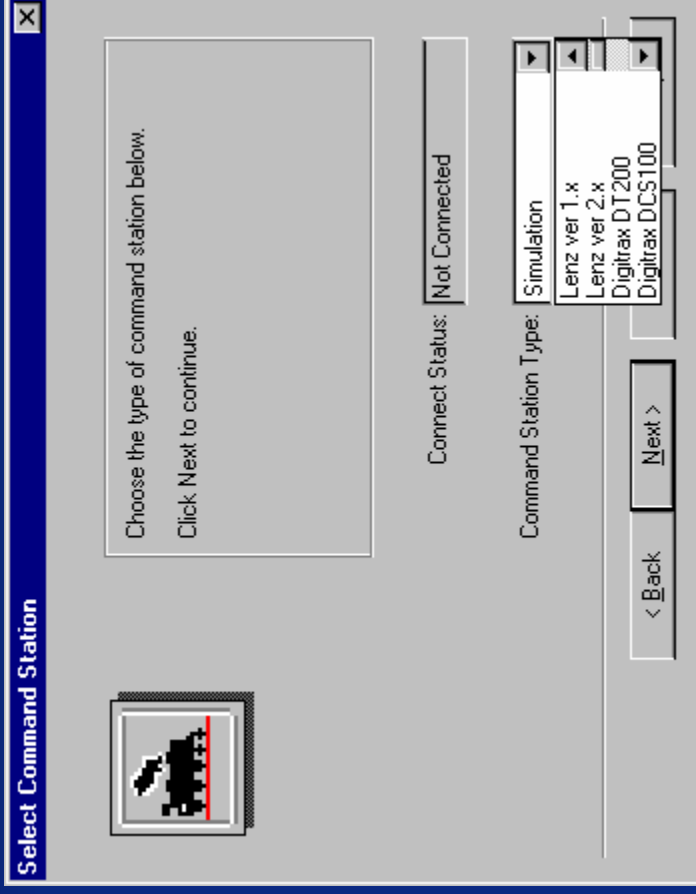 Select Command Station
Choose the type of command station below.
Click Next to continue.
Connect Status: Not Connected
Command Station Type: Simulation
Lenz ver 1.x
Lenz ver 2.x
Digitrax DT200
Digitrax DCS100
< Back
Next >